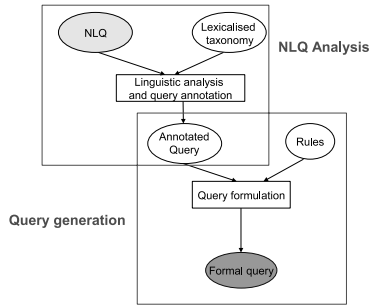 NLQ
Lexicalised
taxonomy
NLQ Analysis
Linguistic analysis
and query annotation
Annotated
Query
Rules
Query formulation
Query generation
Formal query